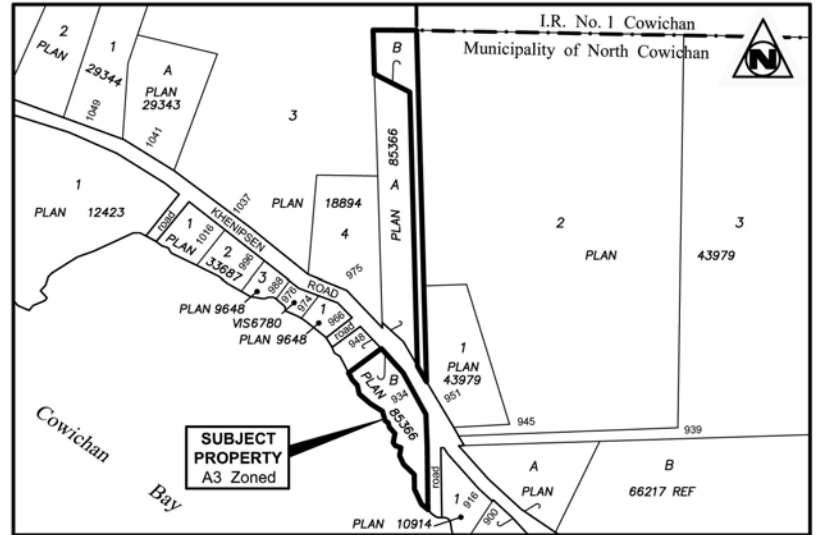 I.R. No. 1 Cowichan
Municipality of North Cowichan
N
2
PLAN
1
29344
1049
A
PLAN
29343
1041
3
B
85366
A
PLAN
1
PLAN 12423
road
1
PLAN
1016
2
33687
996
3
988
976
974
1
966
road
948
KHENIPSEN
ROAD
1037
PLAN 18894
4
975
PLAN 9648
VIS6780
PLAN 9648
2
PLAN 43979
3
1
PLAN
43979
951
945
939
B
934
PLAN 85366
SUBJECT
PROPERTY
A3 Zoned
Cowichan
Bay
road
1
916
900
PLAN 10914
A
PLAN
B
66217 REF